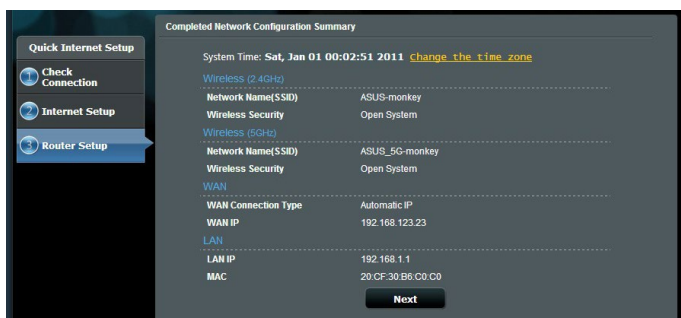 Completed Network Configuration Summary
Quick Internet Setup
1 Check Connection
2 Internet Setup
3 Router Setup
System Time: Sat, Jan 01 00:02:51 2011 Change the time zone
Wireless (2.4GHz)
Network Name(SSID) ASUS-monkey
Wireless Security Open System
Wireless (5GHz)
Network Name(SSID) ASUS_5G-monkey
Wireless Security Open System
WAN
WAN Connection Type Automatic IP
WAN IP 192.168.123.23
LAN
LAN IP 192.168.1.1
MAC 20:CF:30:B6:C0:C0
Next